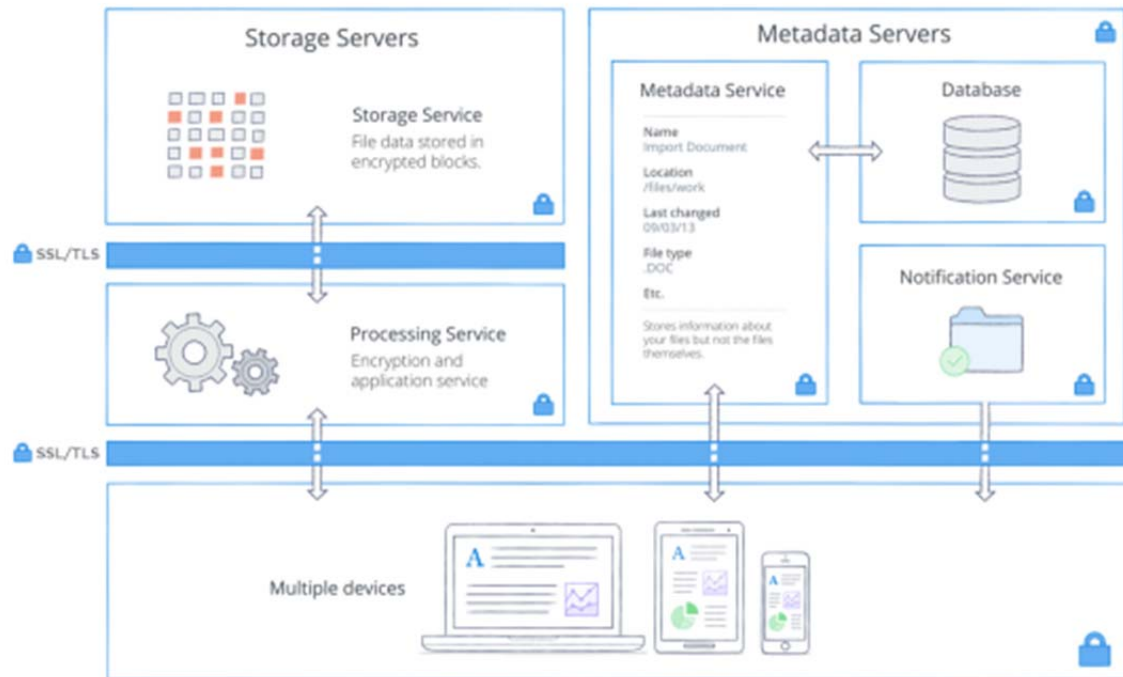 Storage Servers
Storage Service
File data stored in
encrypted blocks.
SSL/TLS
Processing Service
Encryption and
application service
SSL/TLS
Metadata Servers
Metadata Service
Name
Import Document
Location
/files/work
Last changed
09/03/13
File type
.DOC
Etc.
Stores information about
your files but not the files
themselves.
Database
Notification Service
Multiple devices
A
A
A